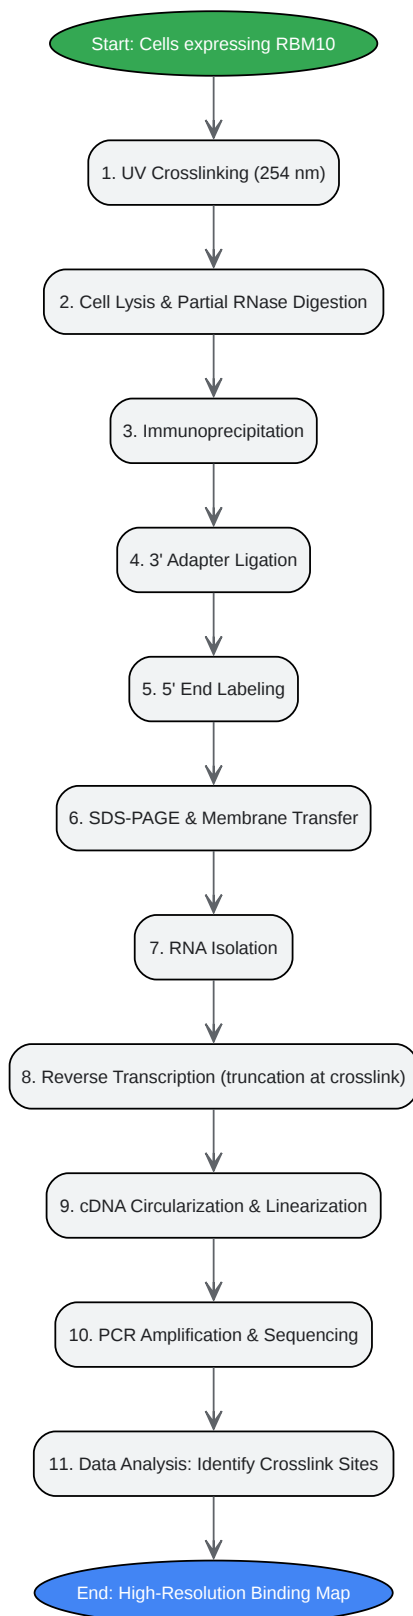 Start: Cells expressing RBM10
1. UV Crosslinking (254 nm)
2. Cell Lysis & Partial RNase Digestion
3. Immunoprecipitation
4. 3' Adapter Ligation
5. 5' End Labeling
6. SDS-PAGE & Membrane Transfer
7. RNA Isolation
8. Reverse Transcription (truncation at crosslink)
9. cDNA Circularization & Linearization
10. PCR Amplification & Sequencing
11. Data Analysis: Identify Crosslink Sites
End: High-Resolution Binding Map